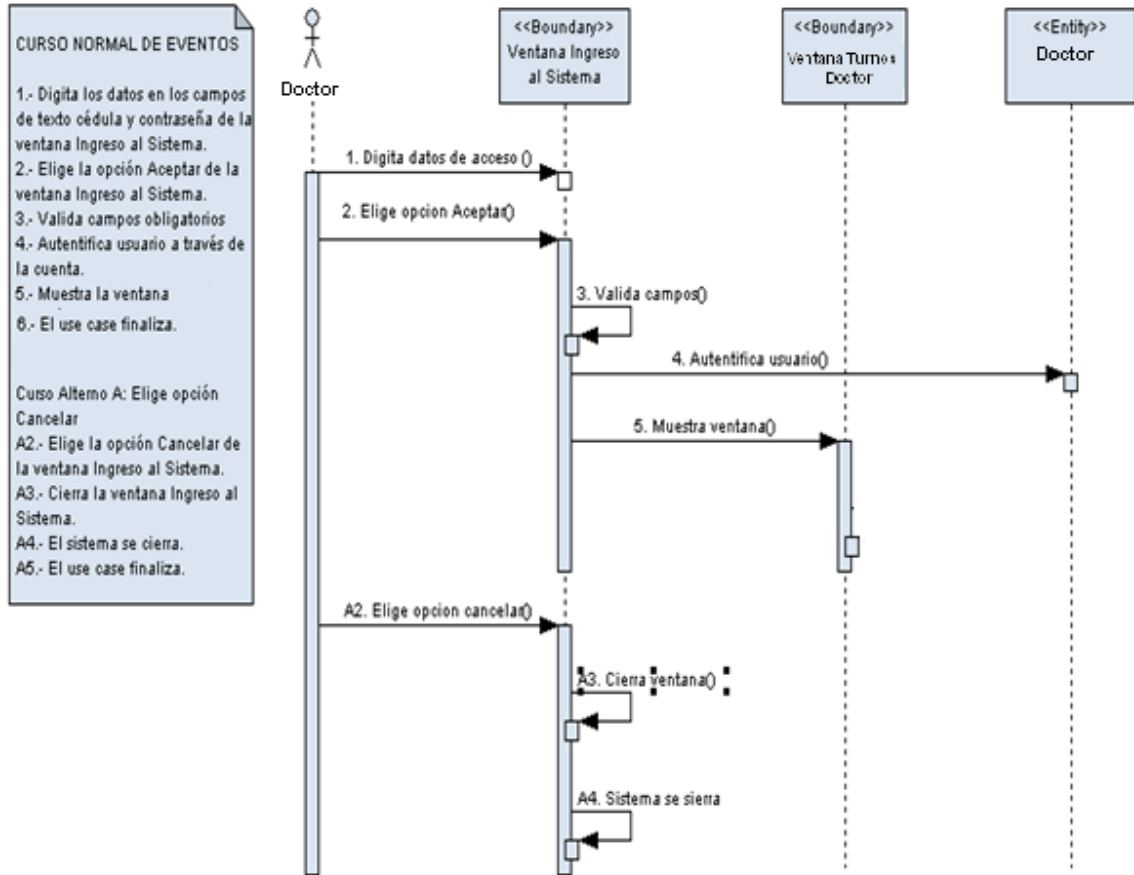 CURSO NORMAL DE EVENTOS
1.- Digita los datos en los campos
de texto cédula y contraseña de la
ventana Ingreso al Sistema.
2.- Elige la opción Aceptar de la
ventana Ingreso al Sistema.
3.- Valida campos obligatorios
4.- Autentifica usuario a través de
la cuenta.
5.- Muestra la ventana
6.- El use case finaliza.
Curso Alterno A: Elige opción
Cancelar
A2.- Elige la opción Cancelar de
la ventana Ingreso al Sistema.
A3.- Cierra la ventana Ingreso al
Sistema.
A4.- El sistema se cierra.
A5.- El use case finaliza.
Doctor
<<Boundary>>
Ventana Ingreso
al Sistema
<<Boundary>>
Ventana Turnos
Doctor
<<Entity>>
Doctor
1. Digita datos de acceso ()
2. Elige opcion Aceptar()
3. Valida campos()
4. Autentifica usuario()
5. Muestra ventana()
A2. Elige opcion cancelar()
A3. Cierra ventana()
A4. Sistema se sierra